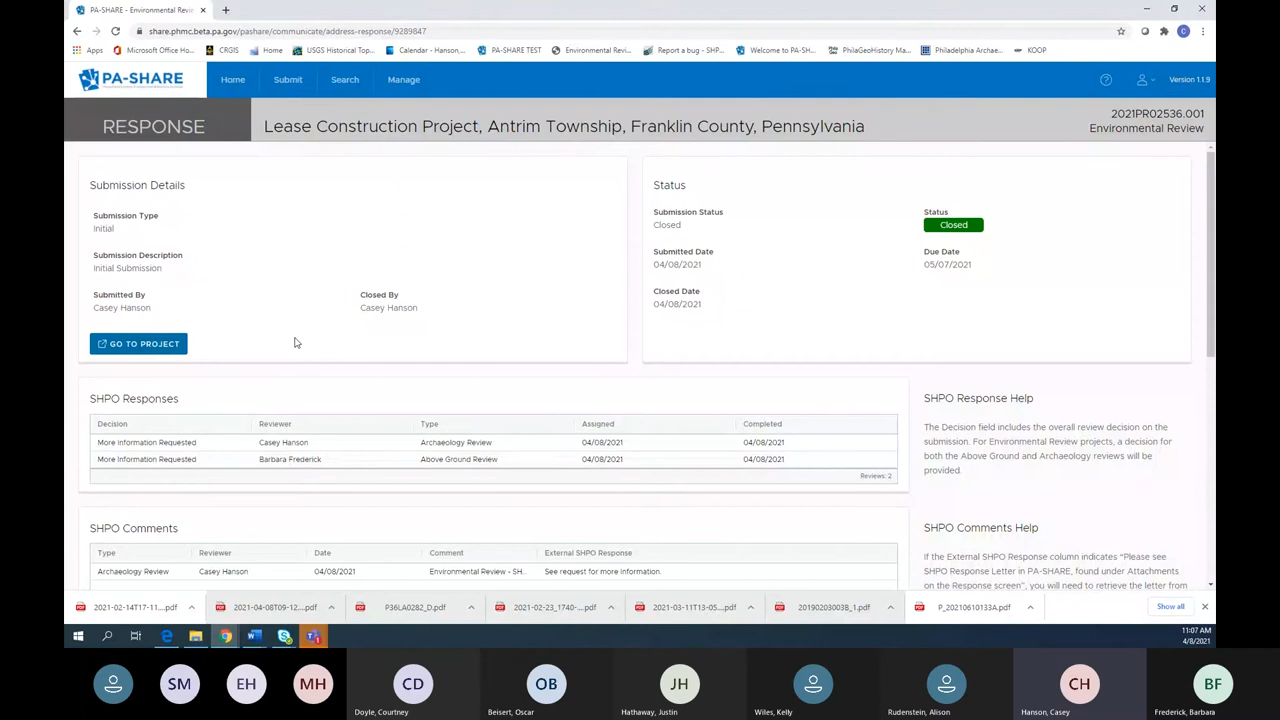 PA-SHARE - Environmental Review
share.phmc.beta.pa.gov/pashare/communicate/address-response/9289847
Apps Microsoft Office Ho... CRGIS Home USGS Historical Top... Calendar - Hanson,... PA-SHARE TEST Environmental Revi... Report a bug - SHP... Welcome to PA-SH... PhilaGeoHistory Ma... Philadelphia Archae... KOOP
PA-SHARE Home Submit Search Manage Version 1.1.9
RESPONSE Lease Construction Project, Antrim Township, Franklin County, Pennsylvania
2021PR02536.001
Environmental Review
Submission Details
Submission Type
Initial
Submission Description
Initial Submission
Submitted By Closed By
Casey Hanson Casey Hanson
GO TO PROJECT
Status
Submission Status Status
Closed Closed
Submitted Date Due Date
04/08/2021 05/07/2021
Closed Date
04/08/2021
SHPO Responses
Decision Reviewer Type Assigned Completed
More Information Requested Casey Hanson Archaeology Review 04/08/2021 04/08/2021
More Information Requested Barbara Frederick Above Ground Review 04/08/2021 04/08/2021
Reviews: 2
SHPO Response Help
The Decision field includes the overall review decision on the
submission. For Environmental Review projects, a decision for
both the Above Ground and Archaeology reviews will be
provided.
SHPO Comments
Type Reviewer Date Comment External SHPO Response
Archaeology Review Casey Hanson 04/08/2021 Environmental Review - SH... See request for more information.
SHPO Comments Help
If the External SHPO Response column indicates “Please see
SHPO Response Letter in PA-SHARE, found under Attachments
on the Response screen”, you will need to retrieve the letter from
2021-02-14T17-11....pdf 2021-04-08T09-12....pdf P36LA0282_D.pdf 2021-02-23_1740-....pdf 2021-03-11T13-05....pdf 20190203003B_1.pdf P_20210610133A.pdf Show all
11:07 AM
4/8/2021
SM EH MH CD OB JH CH BF
Doyle, Courtney Beisert, Oscar Hathaway, Justin Wiles, Kelly Rudenstein, Alison Hanson, Casey Frederick, Barbara